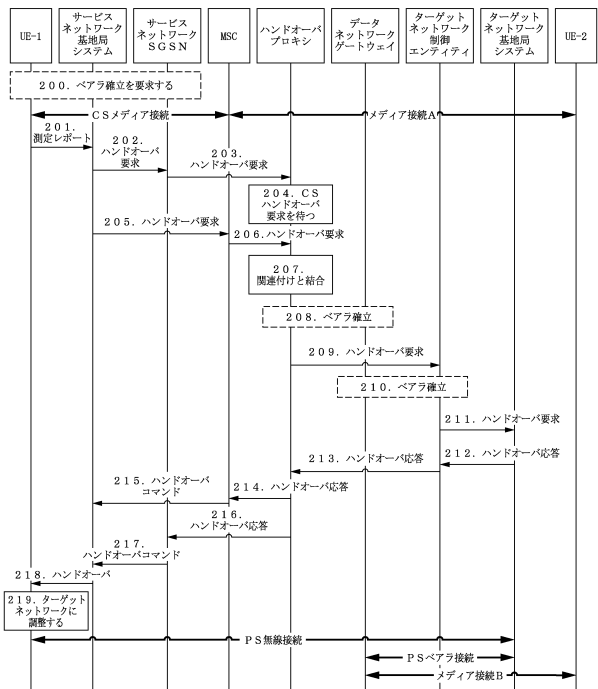 UE-1
サービス
ネットワーク
基地局
システム
サービス
ネットワーク
SGSN
MSC
ハンドオーバ
プロキシ
データ
ネットワーク
ゲートウェイ
ターゲット
ネットワーク
制御
エンティティ
ターゲット
ネットワーク
基地局
システム
UE-2
200．ベアラ確立を要求する
CSメディア接続
メディア接続A
201．
測定レポート
202．
ハンドオーバ
要求
203．
ハンドオーバ要求
204．CS
ハンドオーバ
要求を待つ
205．ハンドオーバ要求
206．ハンドオーバ要求
207．
関連付けと結合
208．ベアラ確立
209．ハンドオーバ要求
210．ベアラ確立
211．ハンドオーバ要求
212．ハンドオーバ応答
213．ハンドオーバ応答
214．ハンドオーバ応答
215．ハンドオーバ
コマンド
216．
ハンドオーバ応答
217．
ハンドオーバコマンド
218．ハンドオーバ
219．ターゲット
ネットワークに
調整する
PS無線接続
PSベアラ接続
メディア接続B